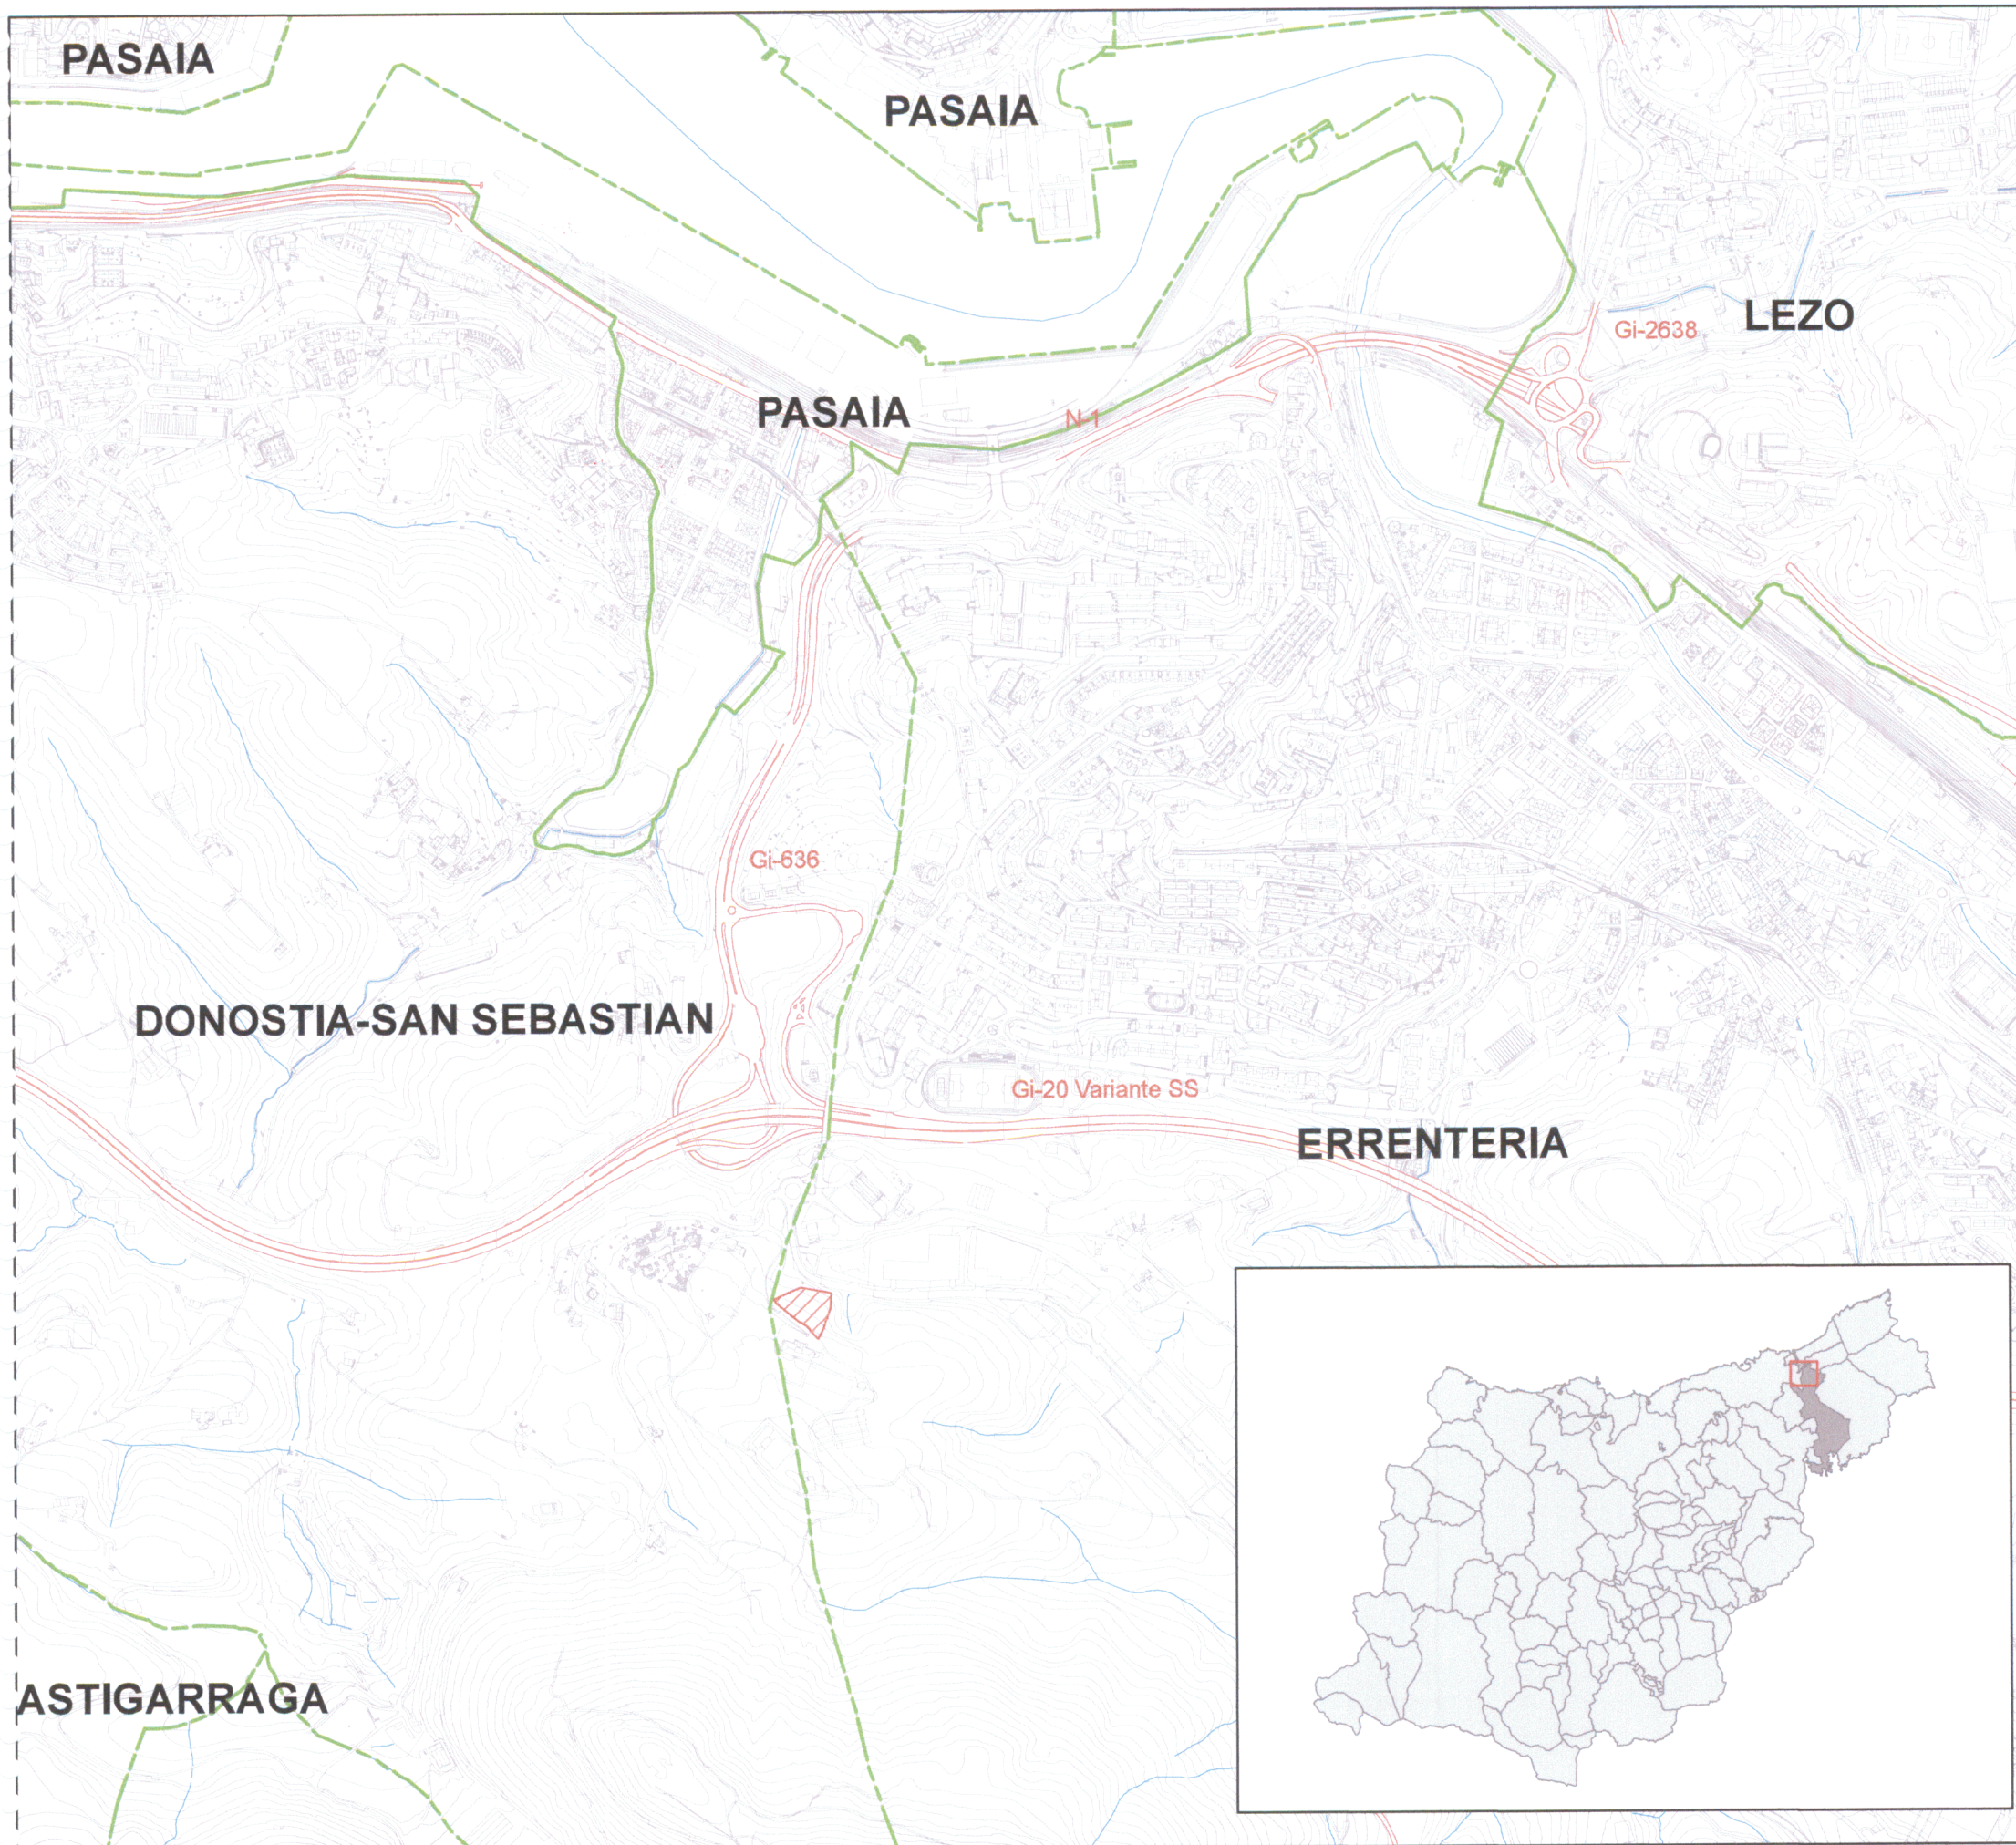 PASAIA
PASAIA
LEZO
Gi-2638
PASAIA
N-1
Gi-636
DONOSTIA-SAN SEBASTIAN
Gi-20 Variante SS
ERRENTERIA
ASTIGARRAGA